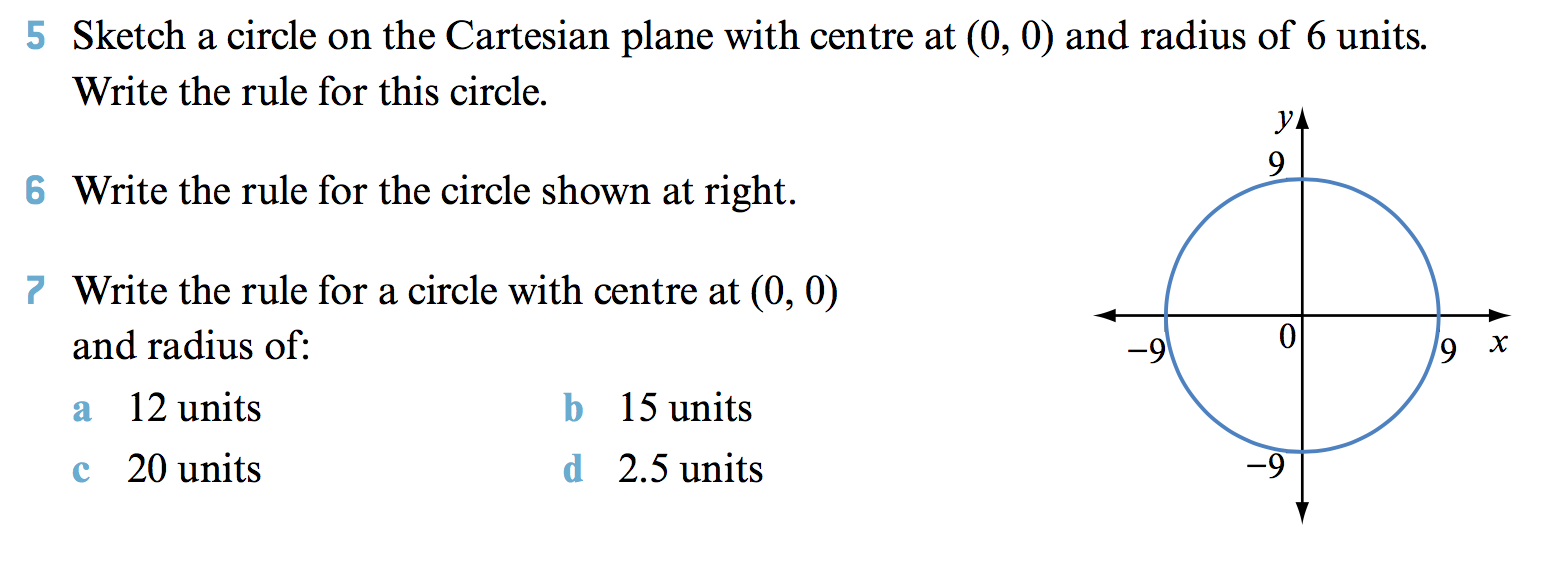 5 Sketch a circle on the Cartesian plane with centre at (0, 0) and radius of 6 units.
Write the rule for this circle.
6 Write the rule for the circle shown at right.
7 Write the rule for a circle with centre at (0, 0)
and radius of:
a 12 units b 15 units
c 20 units d 2.5 units
y
9
−9 0 9 x
−9